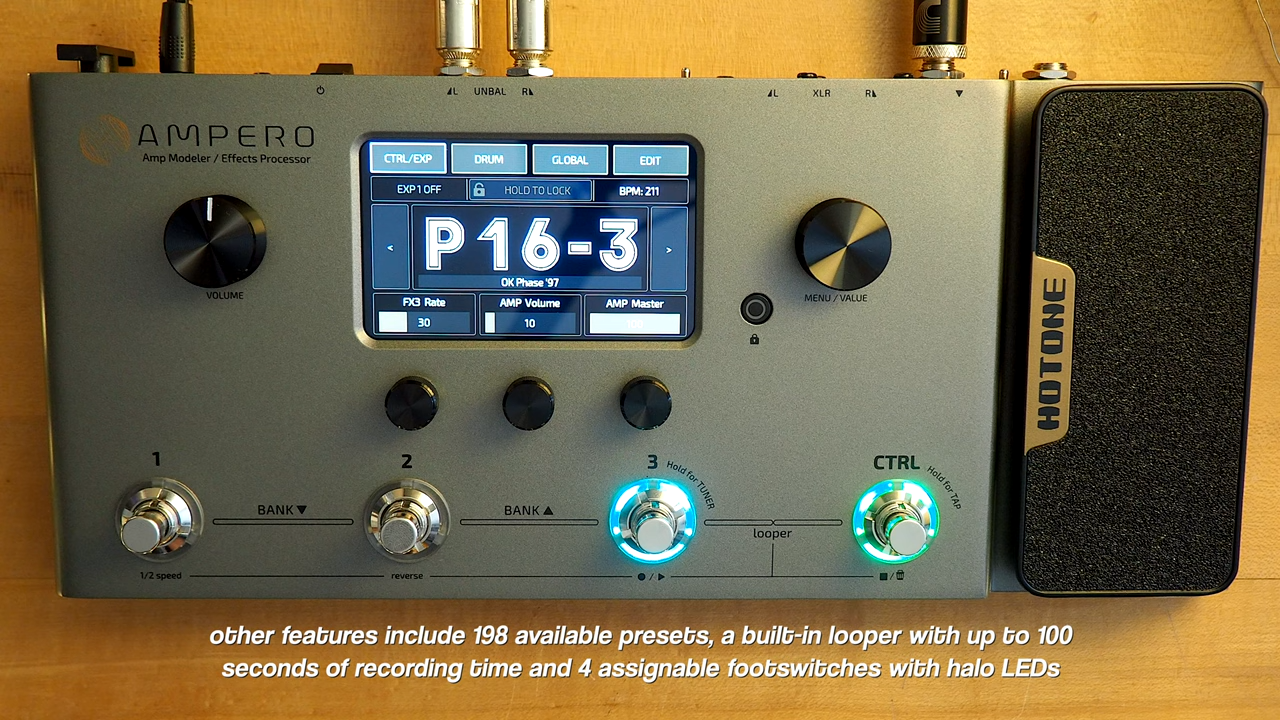 L UNBAL R
L XLR R
AMPERO
Amp Modeler / Effects Processor
VOLUME
CTRL/EXP DRUM GLOBAL EDIT
EXP 1 OFF HOLD TO LOCK BPM: 211
< P 16-3 >
OK Phase '97
FX3 Rate AMP Volume AMP Master
30 10
MENU / VALUE
HOTONE
1 2 3 Hold for TUNER CTRL Hold for TAP
BANK ▼ BANK ▲
looper
1/2 speed reverse
other features include 198 available presets, a built-in looper with up to 100
seconds of recording time and 4 assignable footswitches with halo LEDs